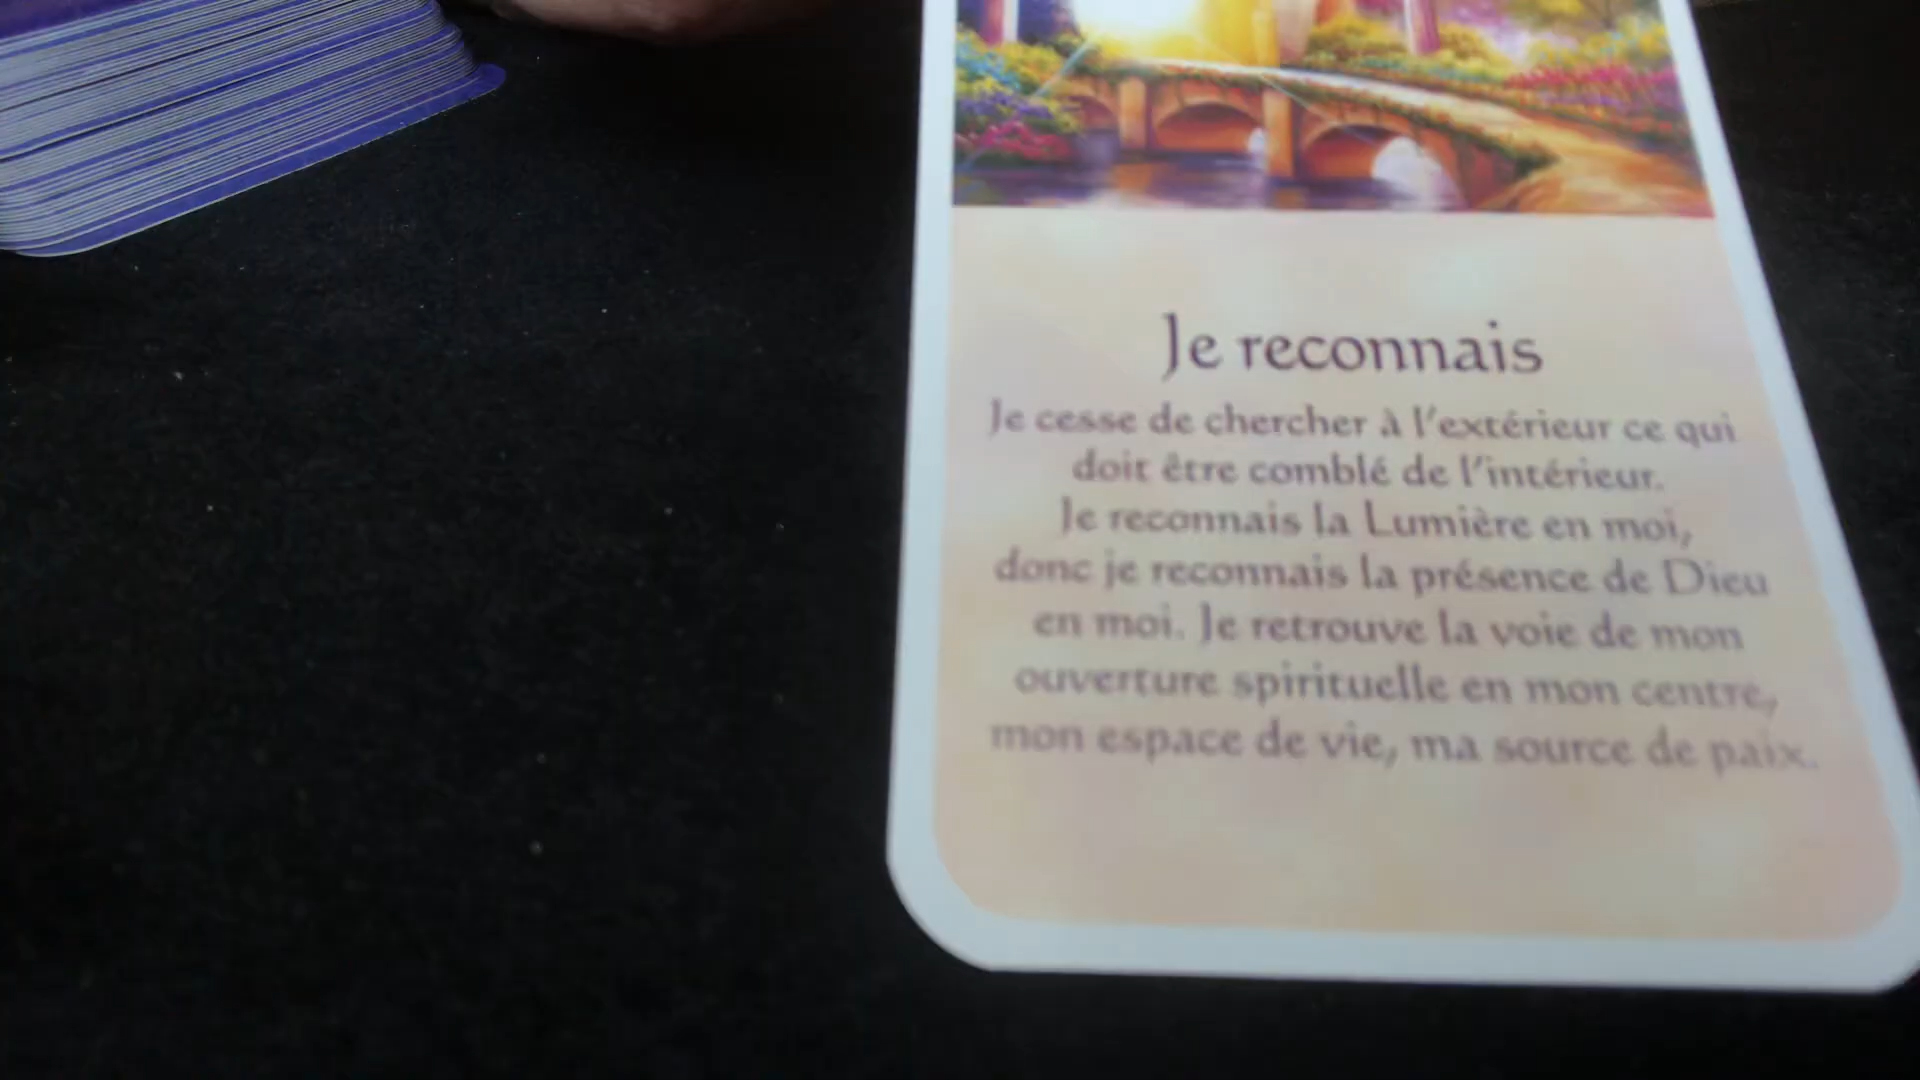 Je reconnais
Je cesse de chercher à l'extérieur ce qui
doit être comblé de l'intérieur.
Je reconnais la Lumière en moi,
donc je reconnais la présence de Dieu
en moi. Je retrouve la voie de mon
ouverture spirituelle en mon centre,
mon espace de vie, ma source de paix.